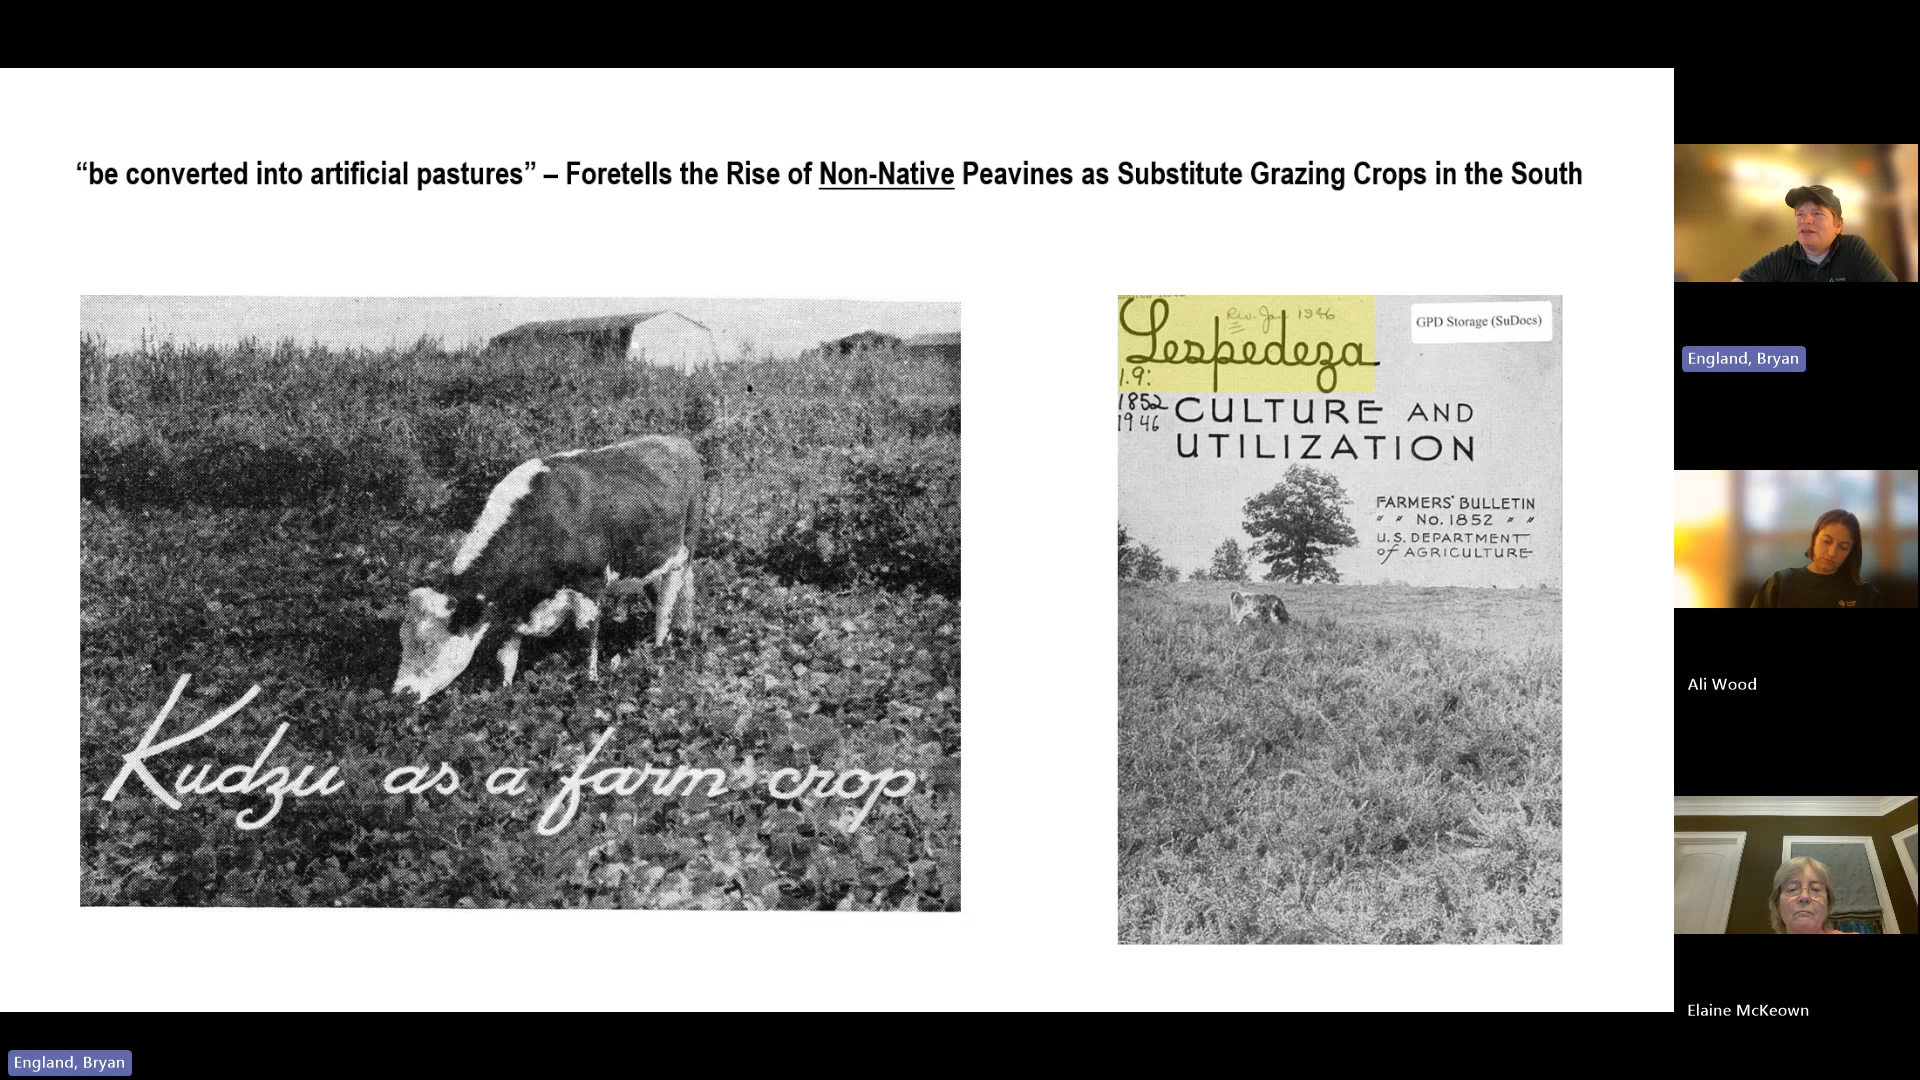 “be converted into artificial pastures” – Foretells the Rise of Non-Native Peavines as Substitute Grazing Crops in the South
Kudzu as a farm crop
Rev. Jan 1946
GPD Storage (SuDocs)
Lespedeza
1.9:
1852
1946
CULTURE AND
UTILIZATION
FARMERS' BULLETIN
No. 1852
U.S. DEPARTMENT
of AGRICULTURE
England, Bryan
Ali Wood
Elaine McKeown
England, Bryan